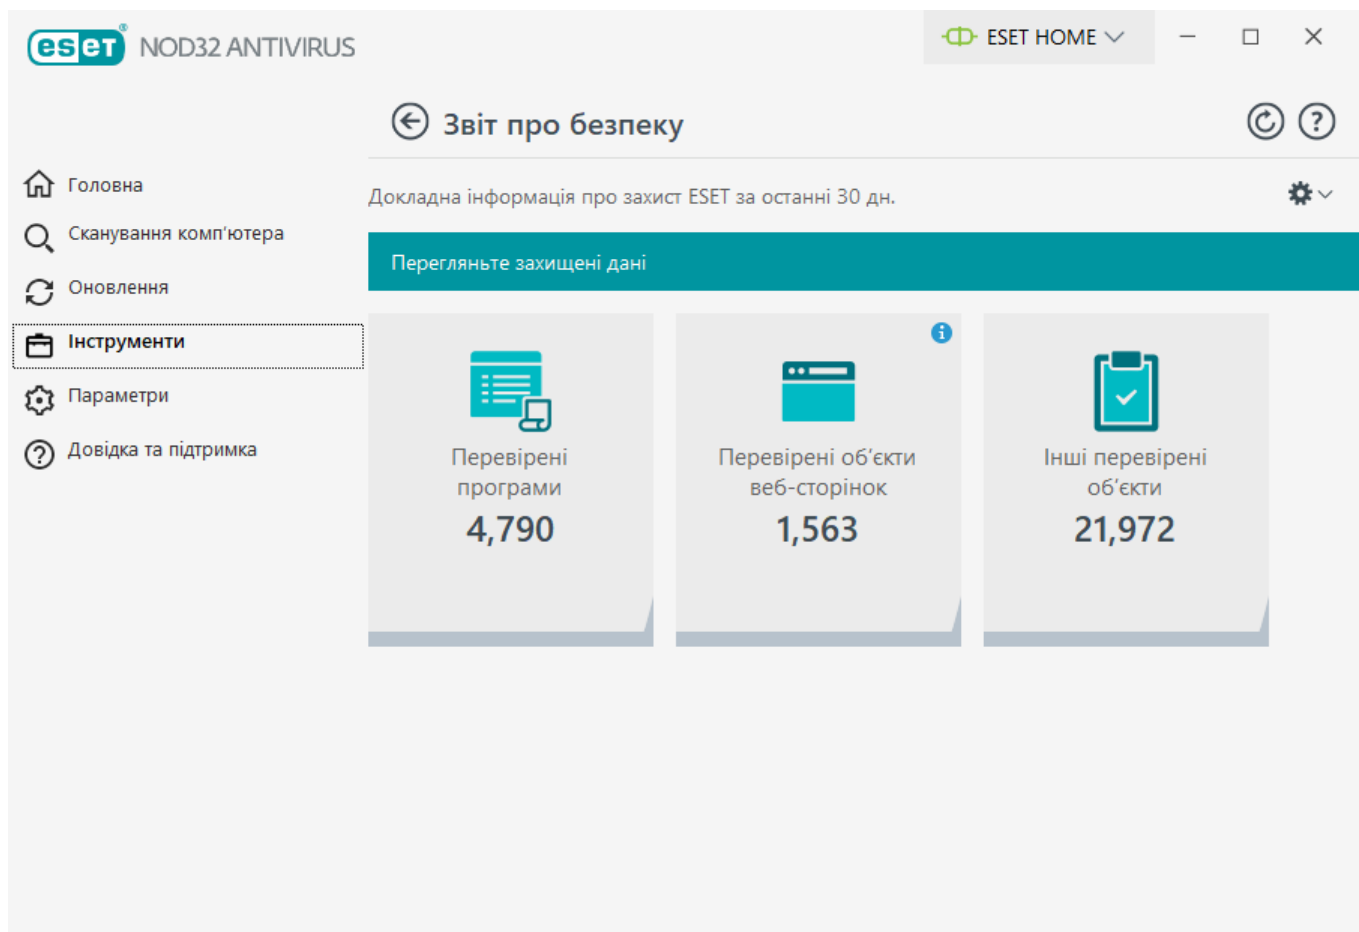 eset® NOD32 ANTIVIRUS
ESET HOME
Звіт про безпеку
Головна
Докладна інформація про захист ESET за останні 30 дн.
Сканування комп'ютера
Перегляньте захищені дані
Оновлення
Інструменти
Параметри
Довідка та підтримка
Перевірені
програми
4,790
Перевірені об'єкти
веб-сторінок
1,563
Інші перевірені
об'єкти
21,972